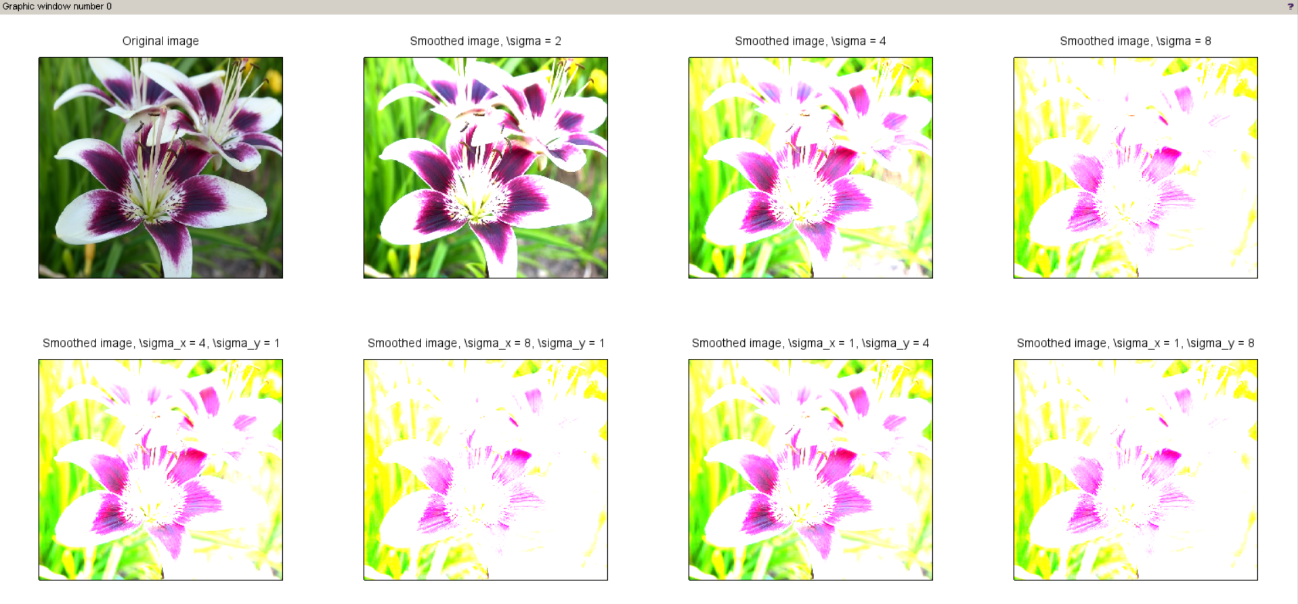 Graphic window number 0
?
Original image
Smoothed image, \sigma = 2
Smoothed image, \sigma = 4
Smoothed image, \sigma = 8
Smoothed image, \sigma_x = 4, \sigma_y = 1
Smoothed image, \sigma_x = 8, \sigma_y = 1
Smoothed image, \sigma_x = 1, \sigma_y = 4
Smoothed image, \sigma_x = 1, \sigma_y = 8